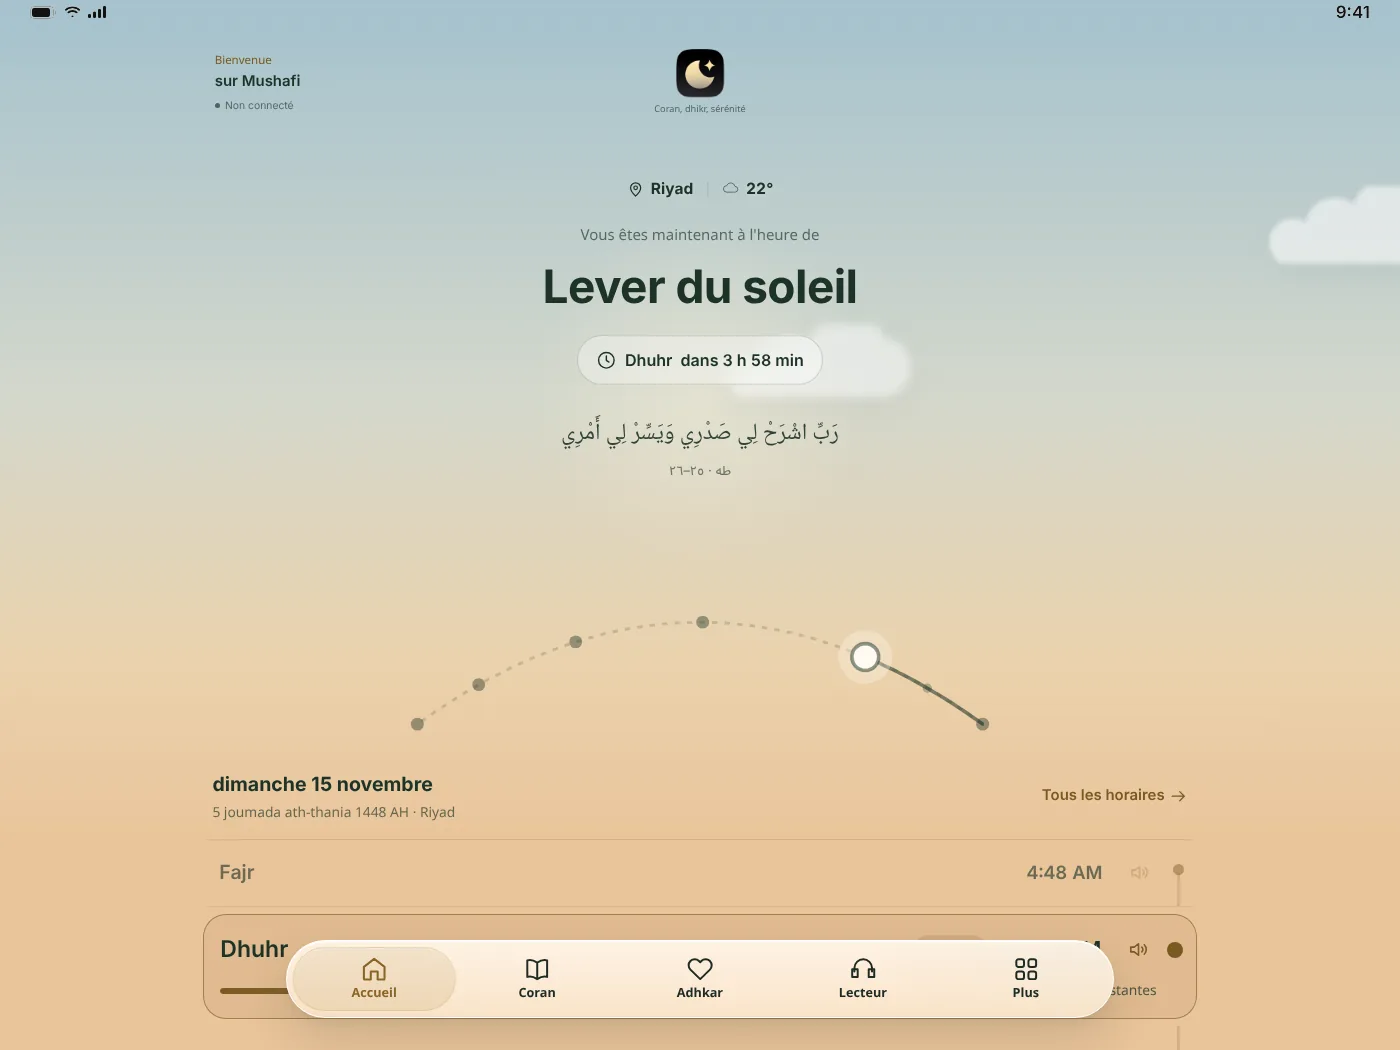 9:41
Bienvenue
sur Mushafi
Non connecté
Coran, dhikr, sérénité
Riyad
22°
Vous êtes maintenant à l'heure de
Lever du soleil
Dhuhr dans 3 h 58 min
رَبِّ اشْرَحْ لِي صَدْرِي وَيَسِّرْ لِي أَمْرِي
طه · ٢٥–٢٦
dimanche 15 novembre
5 joumada ath-thania 1448 AH · Riyad
Tous les horaires →
Fajr
4:48 AM
Dhuhr
Accueil
Coran
Adhkar
Lecteur
Plus